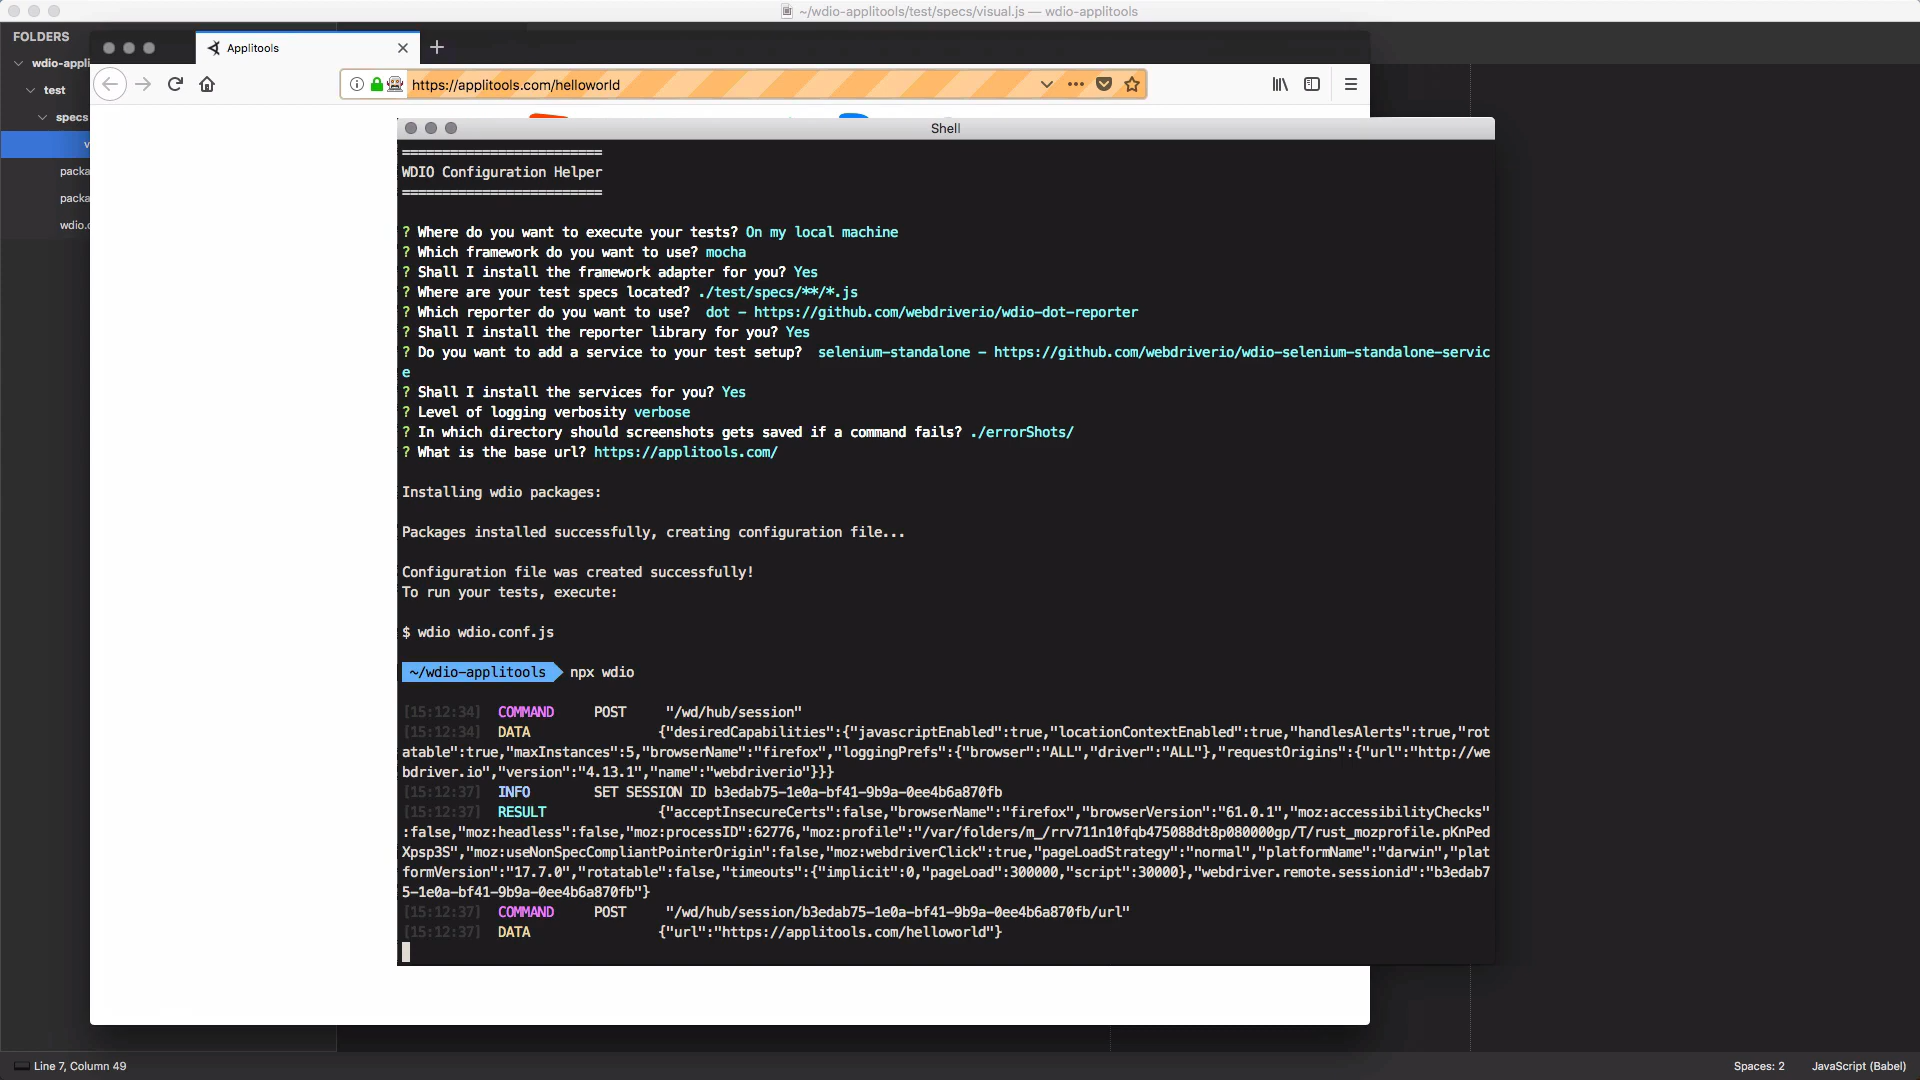 ~/wdio-applitools/test/specs/visual.js — wdio-applitools
FOLDERS
wdio-appli
test
specs
v
packa
packa
wdio.c
Applitools
https://applitools.com/helloworld
Shell
=========================
WDIO Configuration Helper
=========================
? Where do you want to execute your tests? On my local machine
? Which framework do you want to use? mocha
? Shall I install the framework adapter for you? Yes
? Where are your test specs located? ./test/specs/**/*.js
? Which reporter do you want to use?  dot - https://github.com/webdriverio/wdio-dot-reporter
? Shall I install the reporter library for you? Yes
? Do you want to add a service to your test setup?  selenium-standalone - https://github.com/webdriverio/wdio-selenium-standalone-servic
e
? Shall I install the services for you? Yes
? Level of logging verbosity verbose
? In which directory should screenshots gets saved if a command fails? ./errorShots/
? What is the base url? https://applitools.com/
Installing wdio packages:
Packages installed successfully, creating configuration file...
Configuration file was created successfully!
To run your tests, execute:
$ wdio wdio.conf.js
~/wdio-applitools npx wdio
[15:12:34] COMMAND POST "/wd/hub/session"
[15:12:34] DATA {"desiredCapabilities":{"javascriptEnabled":true,"locationContextEnabled":true,"handlesAlerts":true,"rot
atable":true,"maxInstances":5,"browserName":"firefox","loggingPrefs":{"browser":"ALL","driver":"ALL"},"requestOrigins":{"url":"http://we
bdriver.io","version":"4.13.1","name":"webdriverio"}}}
[15:12:37] INFO SET SESSION ID b3edab75-1e0a-bf41-9b9a-0ee4b6a870fb
[15:12:37] RESULT {"acceptInsecureCerts":false,"browserName":"firefox","browserVersion":"61.0.1","moz:accessibilityChecks"
:false,"moz:headless":false,"moz:processID":62776,"moz:profile":"/var/folders/m_/rrv711n10fqb475088dt8p080000gp/T/rust_mozprofile.pKnPed
Xpsp3S","moz:useNonSpecCompliantPointerOrigin":false,"moz:webdriverClick":true,"pageLoadStrategy":"normal","platformName":"darwin","plat
formVersion":"17.7.0","rotatable":false,"timeouts":{"implicit":0,"pageLoad":300000,"script":30000},"webdriver.remote.sessionid":"b3edab7
5-1e0a-bf41-9b9a-0ee4b6a870fb"}
[15:12:37] COMMAND POST "/wd/hub/session/b3edab75-1e0a-bf41-9b9a-0ee4b6a870fb/url"
[15:12:37] DATA {"url":"https://applitools.com/helloworld"}
Line 7, Column 49
Spaces: 2
JavaScript (Babel)